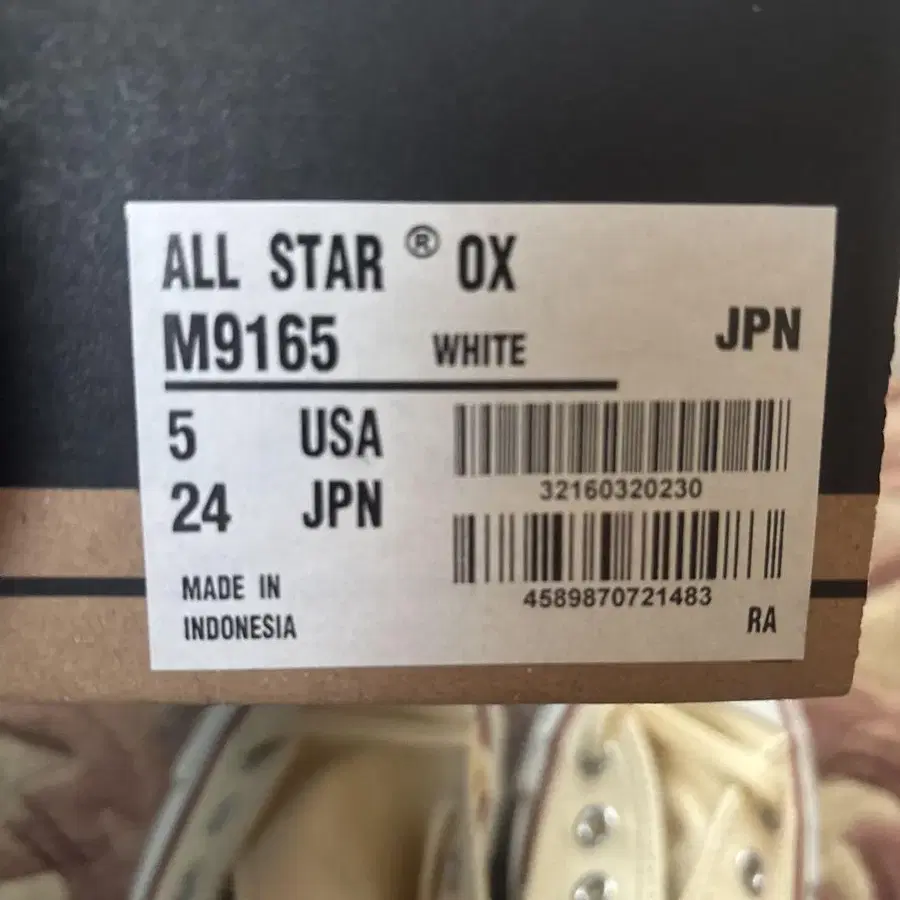 ALL STAR ® OX
M9165 WHITE JPN
5 USA
32160320230
24 JPN
4589870721483
MADE IN
INDONESIA
RA